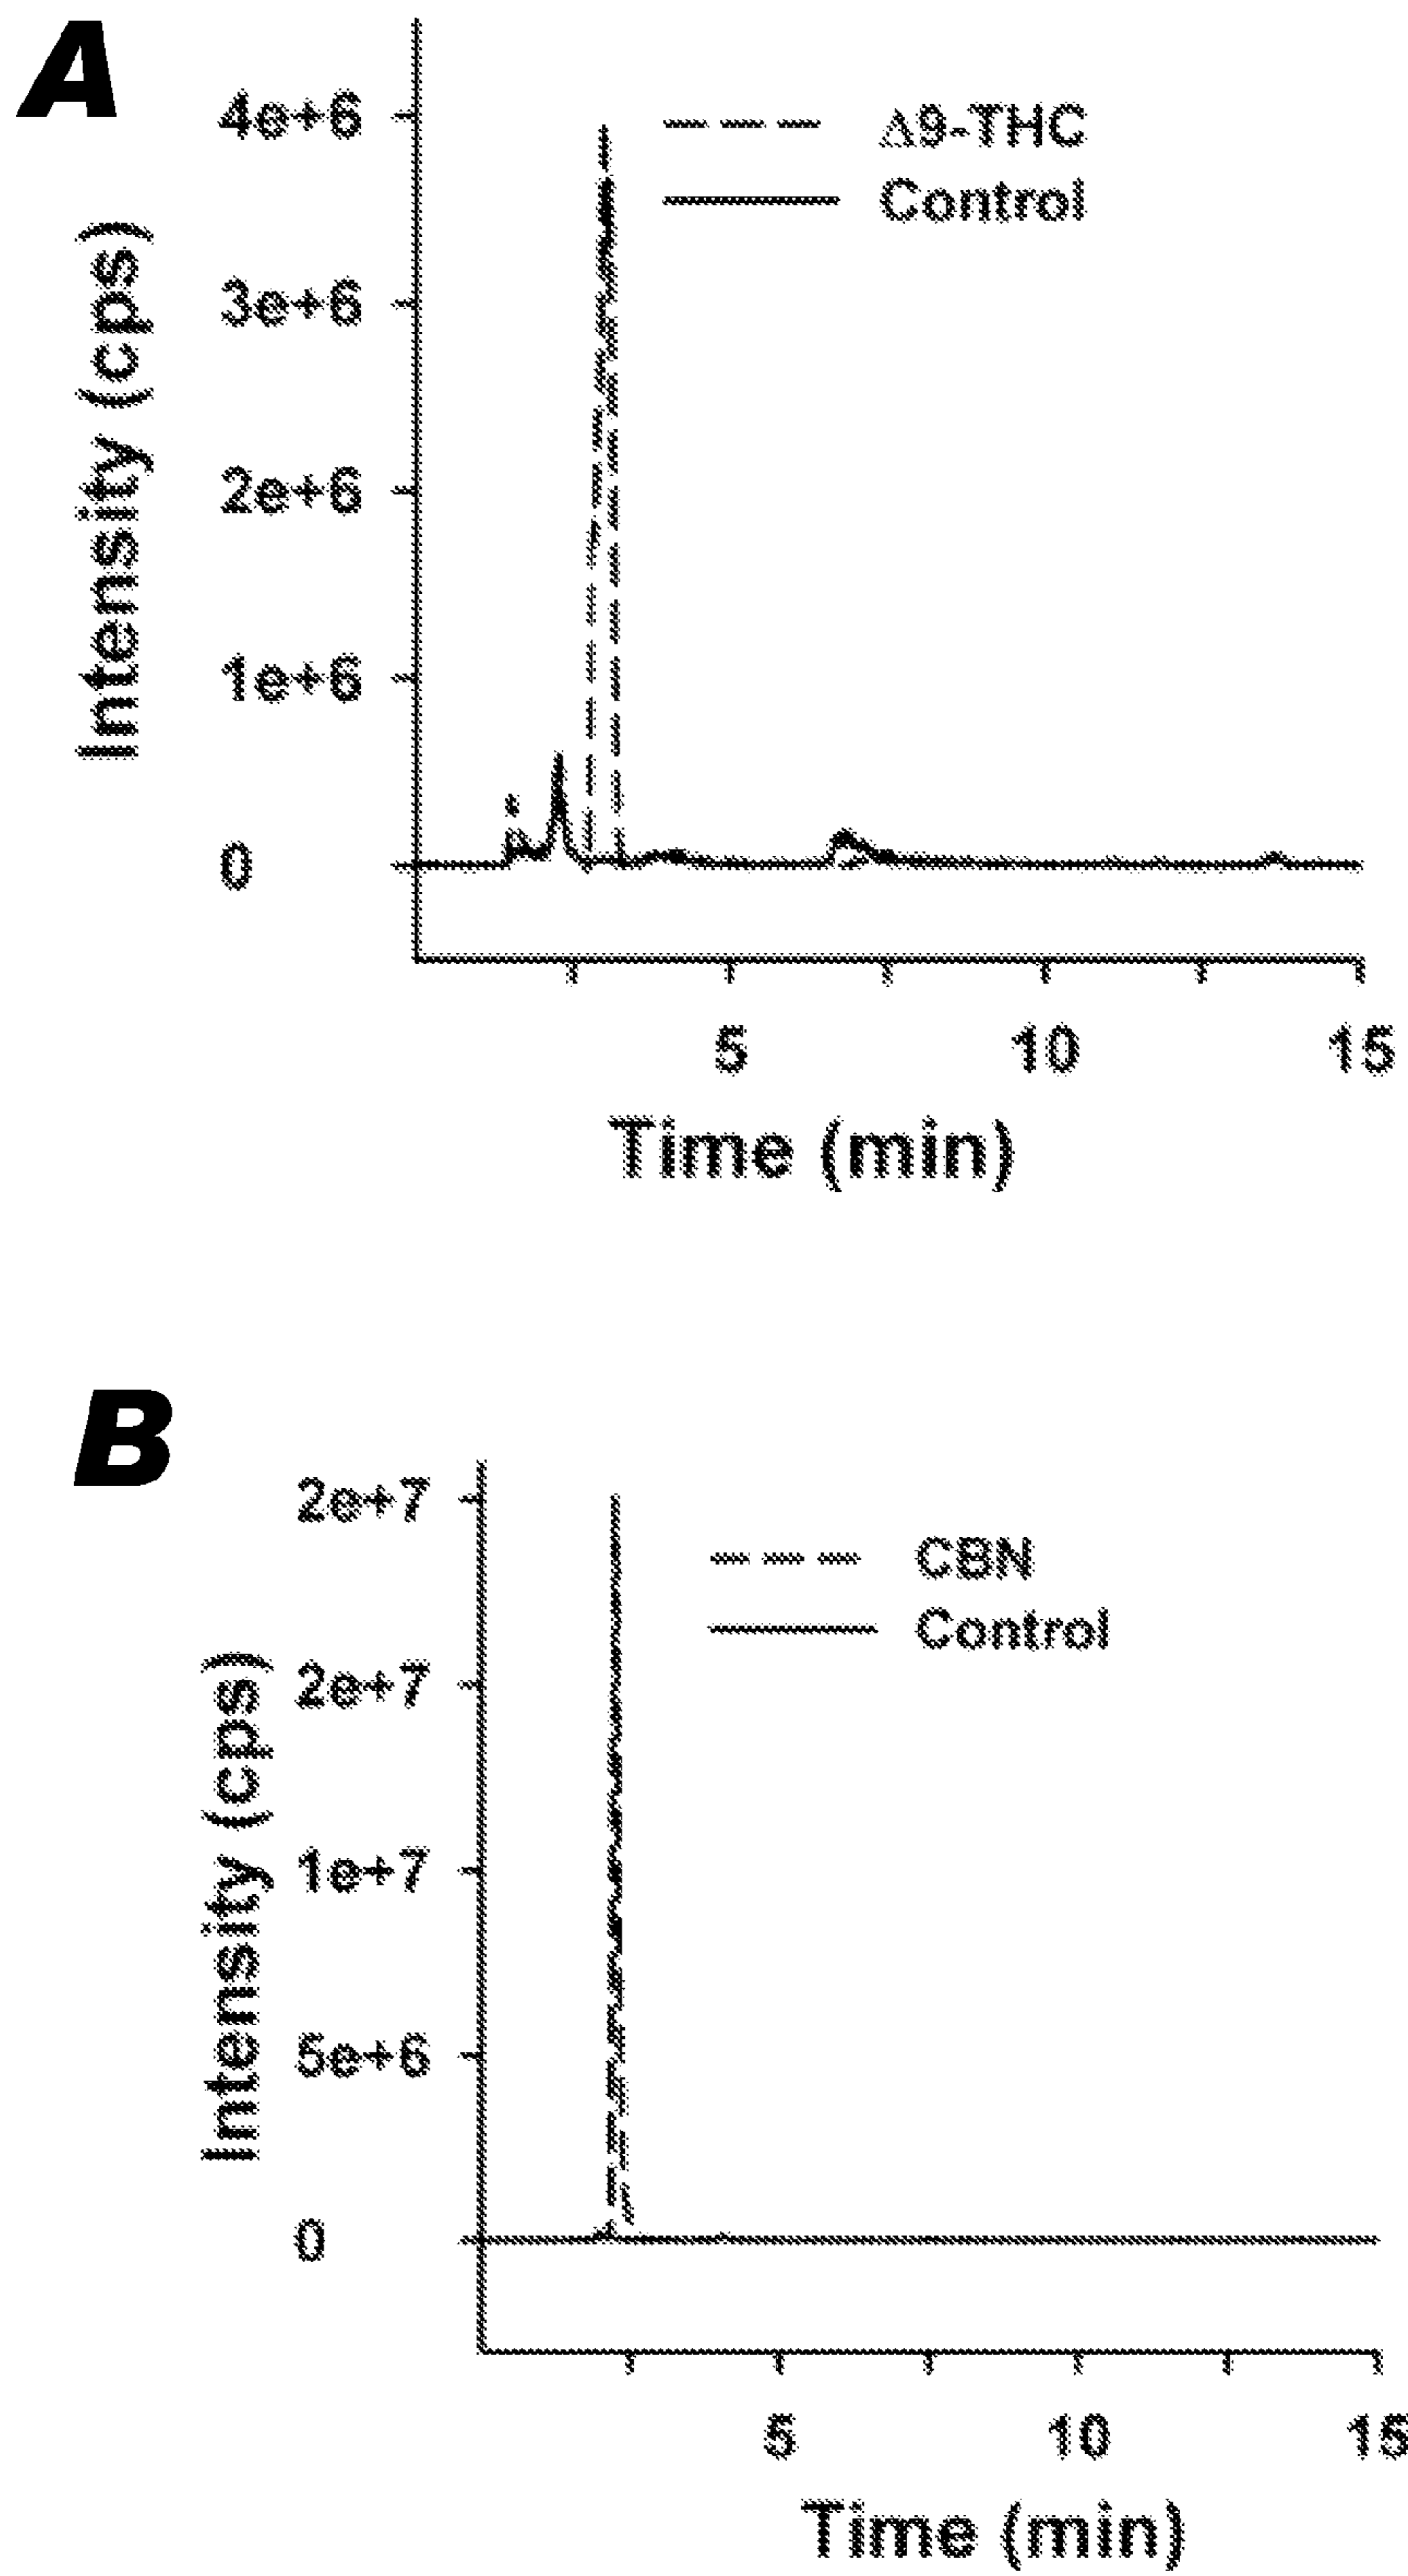 A
4e+6
Δ9-THC
Control
3e+6
2e+6
1e+6
0
Intensity (cps)
5 10 15
Time (min)
B
2e+7
CBN
Control
2e+7
1e+7
5e+6
0
Intensity (cps)
5 10 15
Time (min)